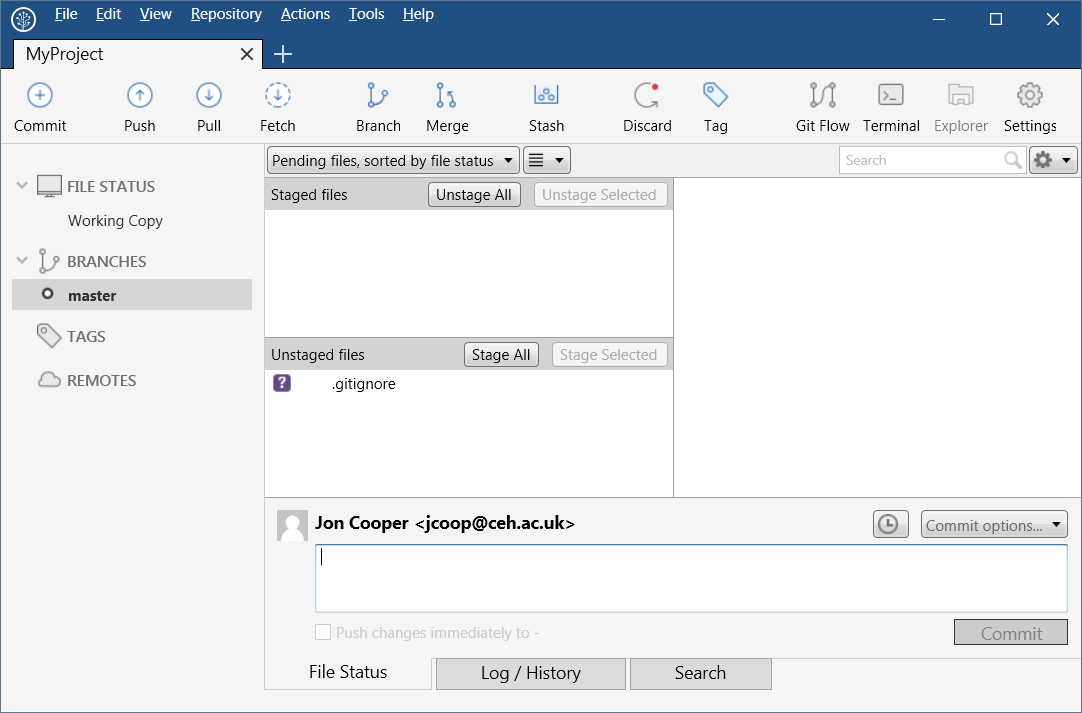 File Edit View Repository Actions Tools Help
MyProject
Commit Push Pull Fetch Branch Merge Stash Discard Tag Git Flow Terminal Explorer Settings
Pending files, sorted by file status Search
FILE STATUS
Working Copy
BRANCHES
master
TAGS
REMOTES
Staged files Unstage All Unstage Selected
Unstaged files Stage All Stage Selected
? .gitignore
Jon Cooper <jcoop@ceh.ac.uk> Commit options...
Push changes immediately to - Commit
File Status Log / History Search